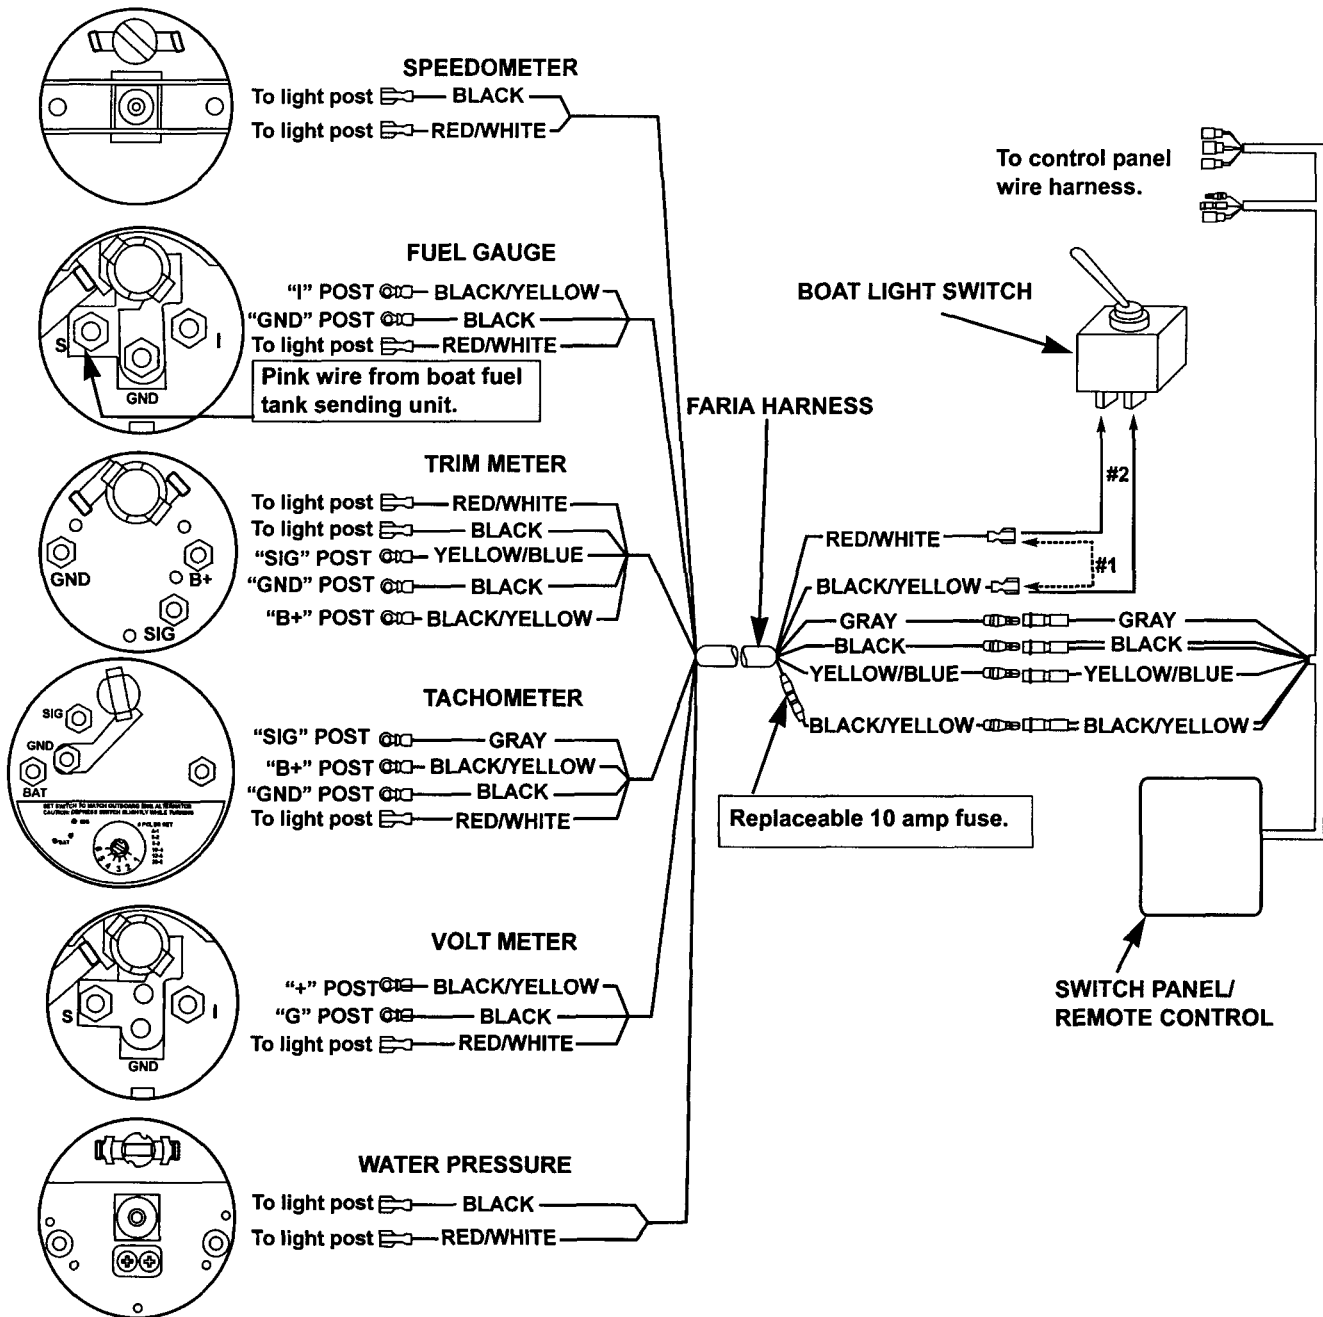 SPEEDOMETER
To light post BLACK
To light post RED/WHITE
FUEL GAUGE
"I" POST BLACK/YELLOW
"GND" POST BLACK
To light post RED/WHITE
S
I
GND
Pink wire from boat fuel
tank sending unit.
TRIM METER
To light post RED/WHITE
To light post BLACK
"SIG" POST YELLOW/BLUE
"GND" POST BLACK
"B+" POST BLACK/YELLOW
GND
B+
SIG
TACHOMETER
"SIG" POST GRAY
"B+" POST BLACK/YELLOW
"GND" POST BLACK
To light post RED/WHITE
SIG
GND
BAT
VOLT METER
"+" POST BLACK/YELLOW
"G" POST BLACK
To light post RED/WHITE
S
I
GND
WATER PRESSURE
To light post BLACK
To light post RED/WHITE
FARIA HARNESS
To control panel
wire harness.
BOAT LIGHT SWITCH
#2
#1
RED/WHITE
BLACK/YELLOW
GRAY GRAY
BLACK BLACK
YELLOW/BLUE YELLOW/BLUE
BLACK/YELLOW BLACK/YELLOW
Replaceable 10 amp fuse.
SWITCH PANEL/
REMOTE CONTROL